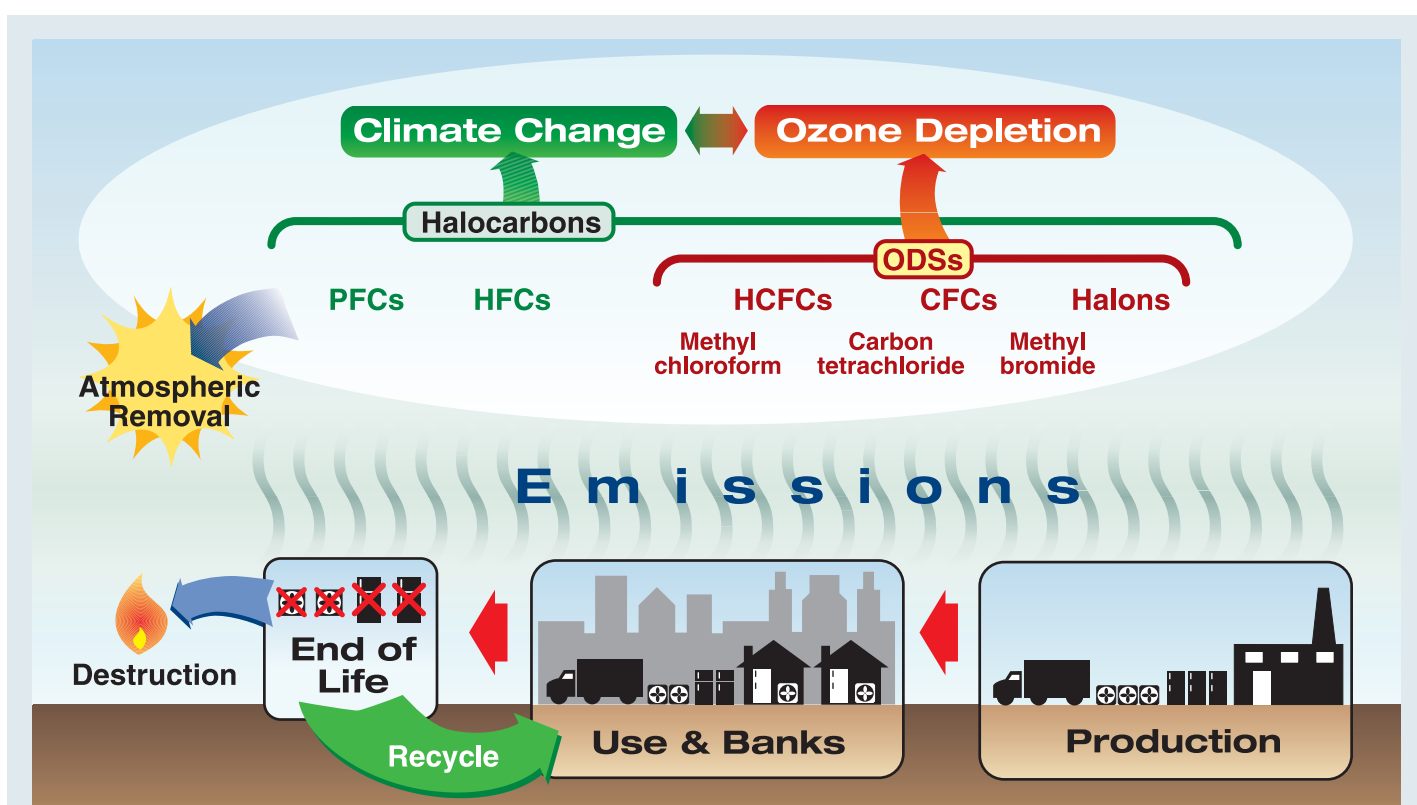 Climate Change
Ozone Depletion
Halocarbons
ODSs
PFCs
HFCs
HCFCs
CFCs
Halons
Methyl
chloroform
Carbon
tetrachloride
Methyl
bromide
Atmospheric
Removal
Emissions
Destruction
End of
Life
Recycle
Use & Banks
Production